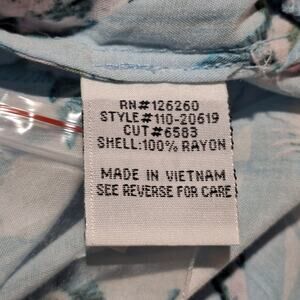 RN#126260
STYLE#110-20619
CUT#6583
SHELL:100% RAYON
MADE IN VIETNAM
SEE REVERSE FOR CARE